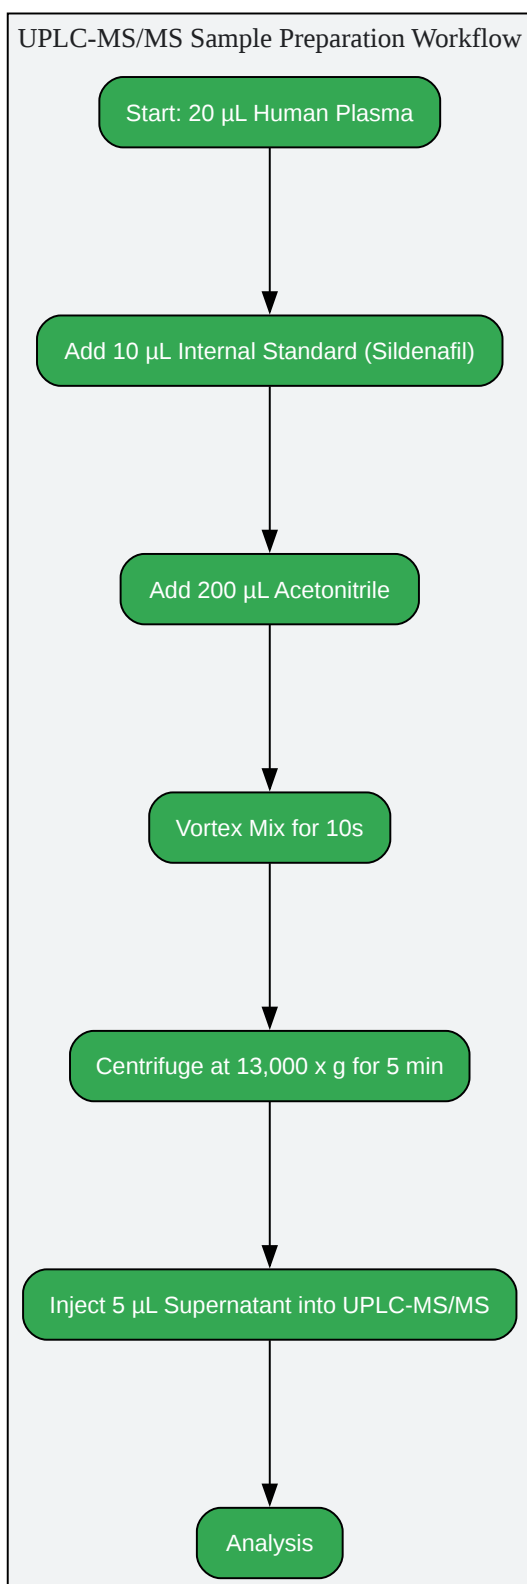 UPLC-MS/MS Sample Preparation Workflow
Start: 20 µL Human Plasma
Add 10 µL Internal Standard (Sildenafil)
Add 200 µL Acetonitrile
Vortex Mix for 10s
Centrifuge at 13,000 x g for 5 min
Inject 5 µL Supernatant into UPLC-MS/MS
Analysis